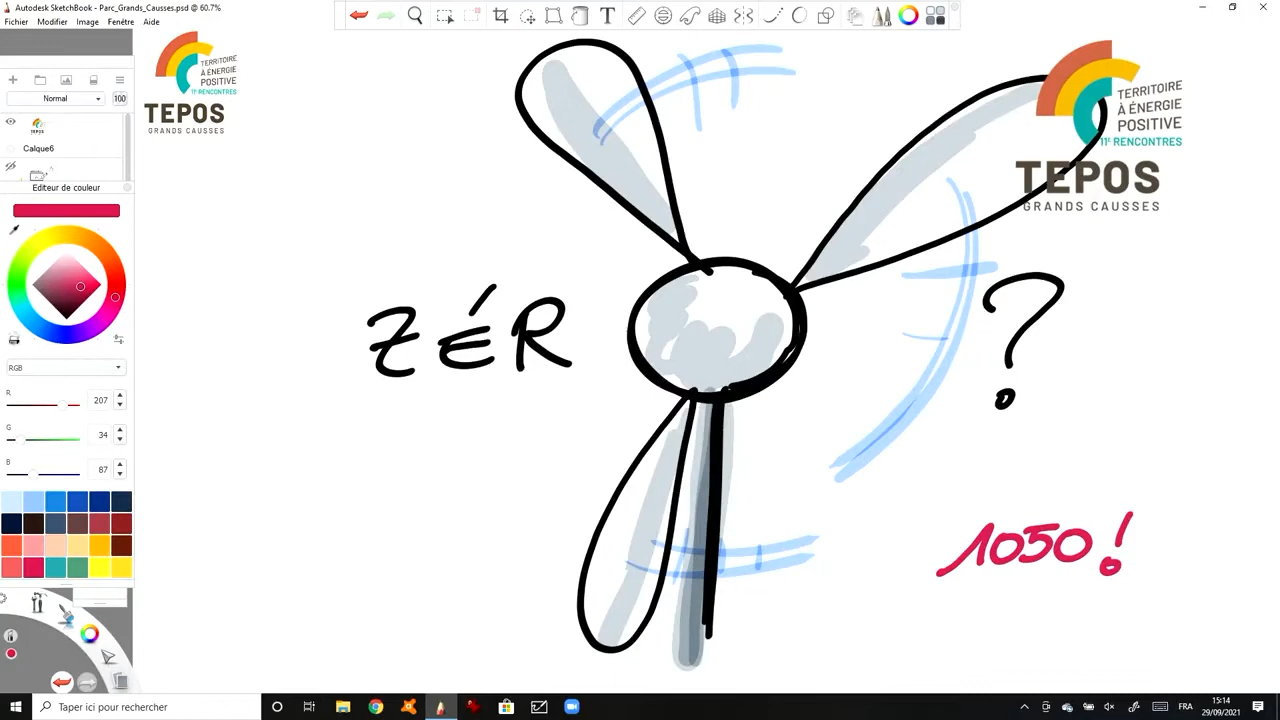 Autodesk SketchBook - Parc_Grands_Causses.psd @ 60.7%
Fichier Modifier Image Fenêtre Aide
TERRITOIRE
À ÉNERGIE
POSITIVE
11e RENCONTRES
TEPOS
GRANDS CAUSSES
TERRITOIRE
À ÉNERGIE
POSITIVE
11e RENCONTRES
TEPOS
GRANDS CAUSSES
Normal 100
Calque6
Editeur de couleur
RGB
R 207
G 34
B 87
ZÉR ?
1050!
Taper ici pour rechercher
FRA
15:14
29/09/2021